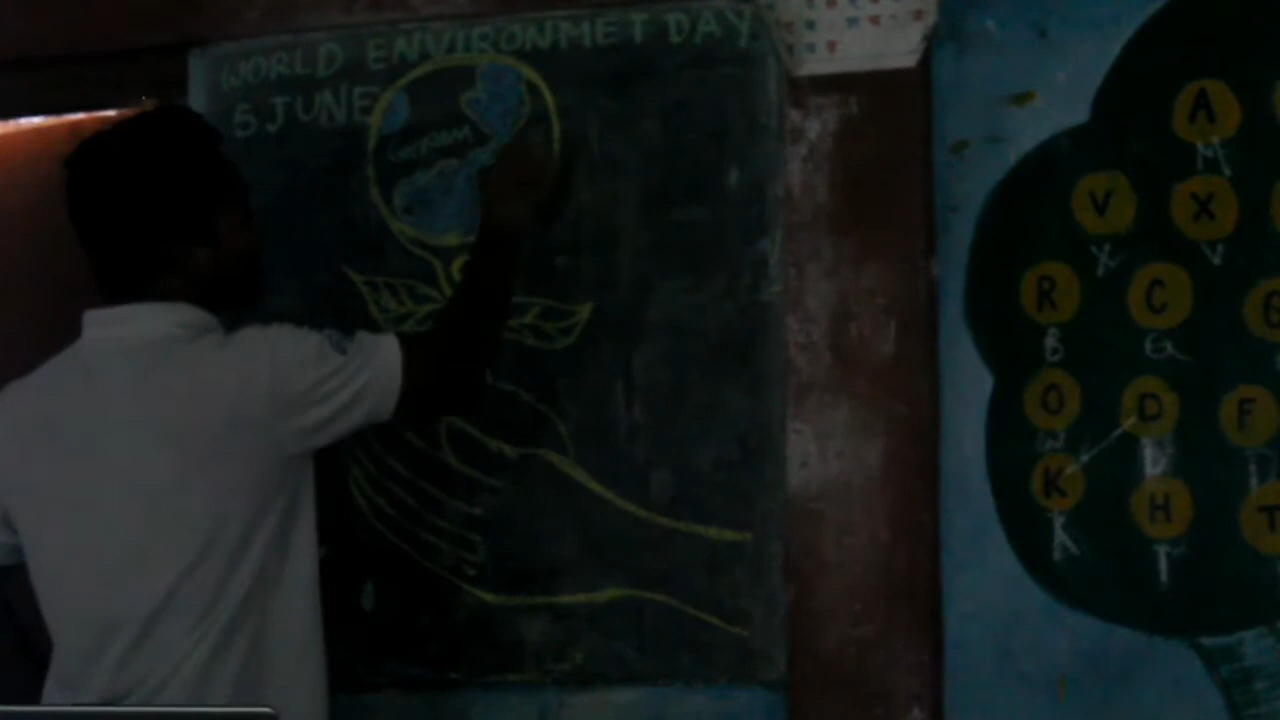 WORLD ENVIRONMET DAY
5 JUNE
A
M
V X
X V
R C
B G
O D F
W
K H T
K T